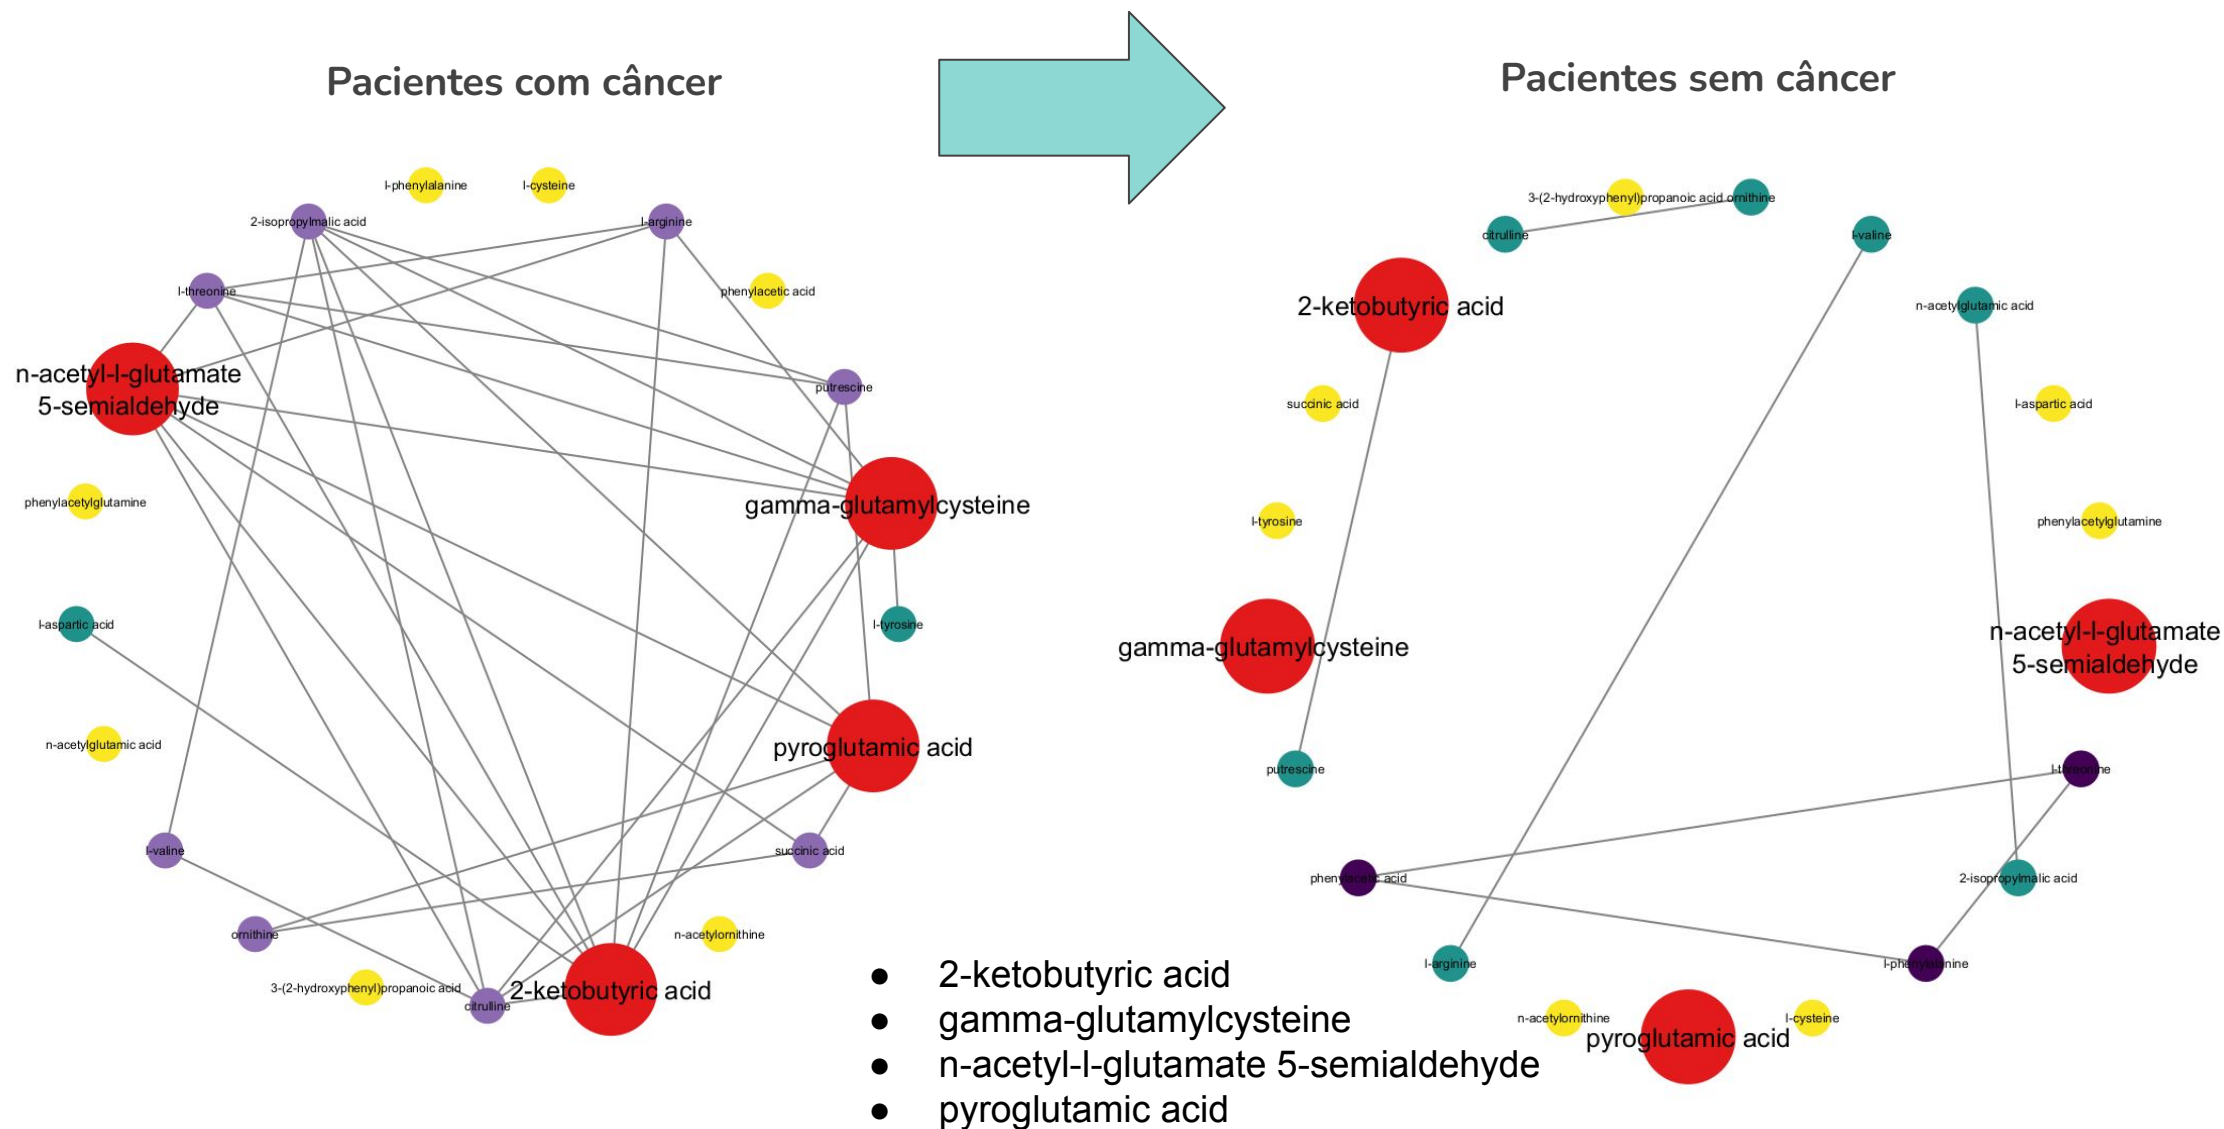 Pacientes com câncer
Pacientes sem câncer
l-phenylalanine
l-cysteine
2-isopropylmalic acid
l-arginine
l-threonine
phenylacetic acid
n-acetyl-l-glutamate
5-semialdehyde
putrescine
phenylacetylglutamine
gamma-glutamylcysteine
l-aspartic acid
l-tyrosine
n-acetylglutamic acid
pyroglutamic acid
l-valine
succinic acid
ornithine
n-acetylornithine
3-(2-hydroxyphenyl)propanoic acid
citrulline
2-ketobutyric acid
3-(2-hydroxyphenyl)propanoic acid
ornithine
citrulline
l-valine
2-ketobutyric acid
n-acetylglutamic acid
succinic acid
l-aspartic acid
l-tyrosine
phenylacetylglutamine
gamma-glutamylcysteine
n-acetyl-l-glutamate
5-semialdehyde
putrescine
l-threonine
phenylacetic acid
2-isopropylmalic acid
l-arginine
l-phenylalanine
n-acetylornithine
l-cysteine
pyroglutamic acid
● 2-ketobutyric acid
● gamma-glutamylcysteine
● n-acetyl-l-glutamate 5-semialdehyde
● pyroglutamic acid